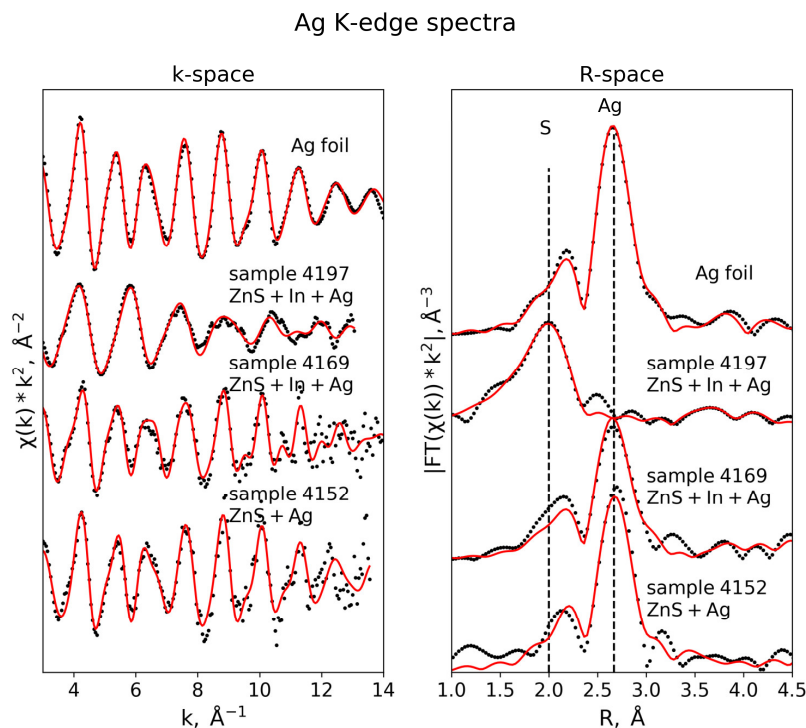 Ag K-edge spectra
k-space
R-space
S
Ag
Ag foil
sample 4197
ZnS + In + Ag
sample 4169
ZnS + In + Ag
sample 4152
ZnS + Ag
Ag foil
sample 4197
ZnS + In + Ag
sample 4169
ZnS + In + Ag
sample 4152
ZnS + Ag
χ(k) * k², Å⁻²
|FT(χ(k)) * k²|, Å⁻³
4 6 8 10 12 14
1.0 1.5 2.0 2.5 3.0 3.5 4.0 4.5
k, Å⁻¹
R, Å